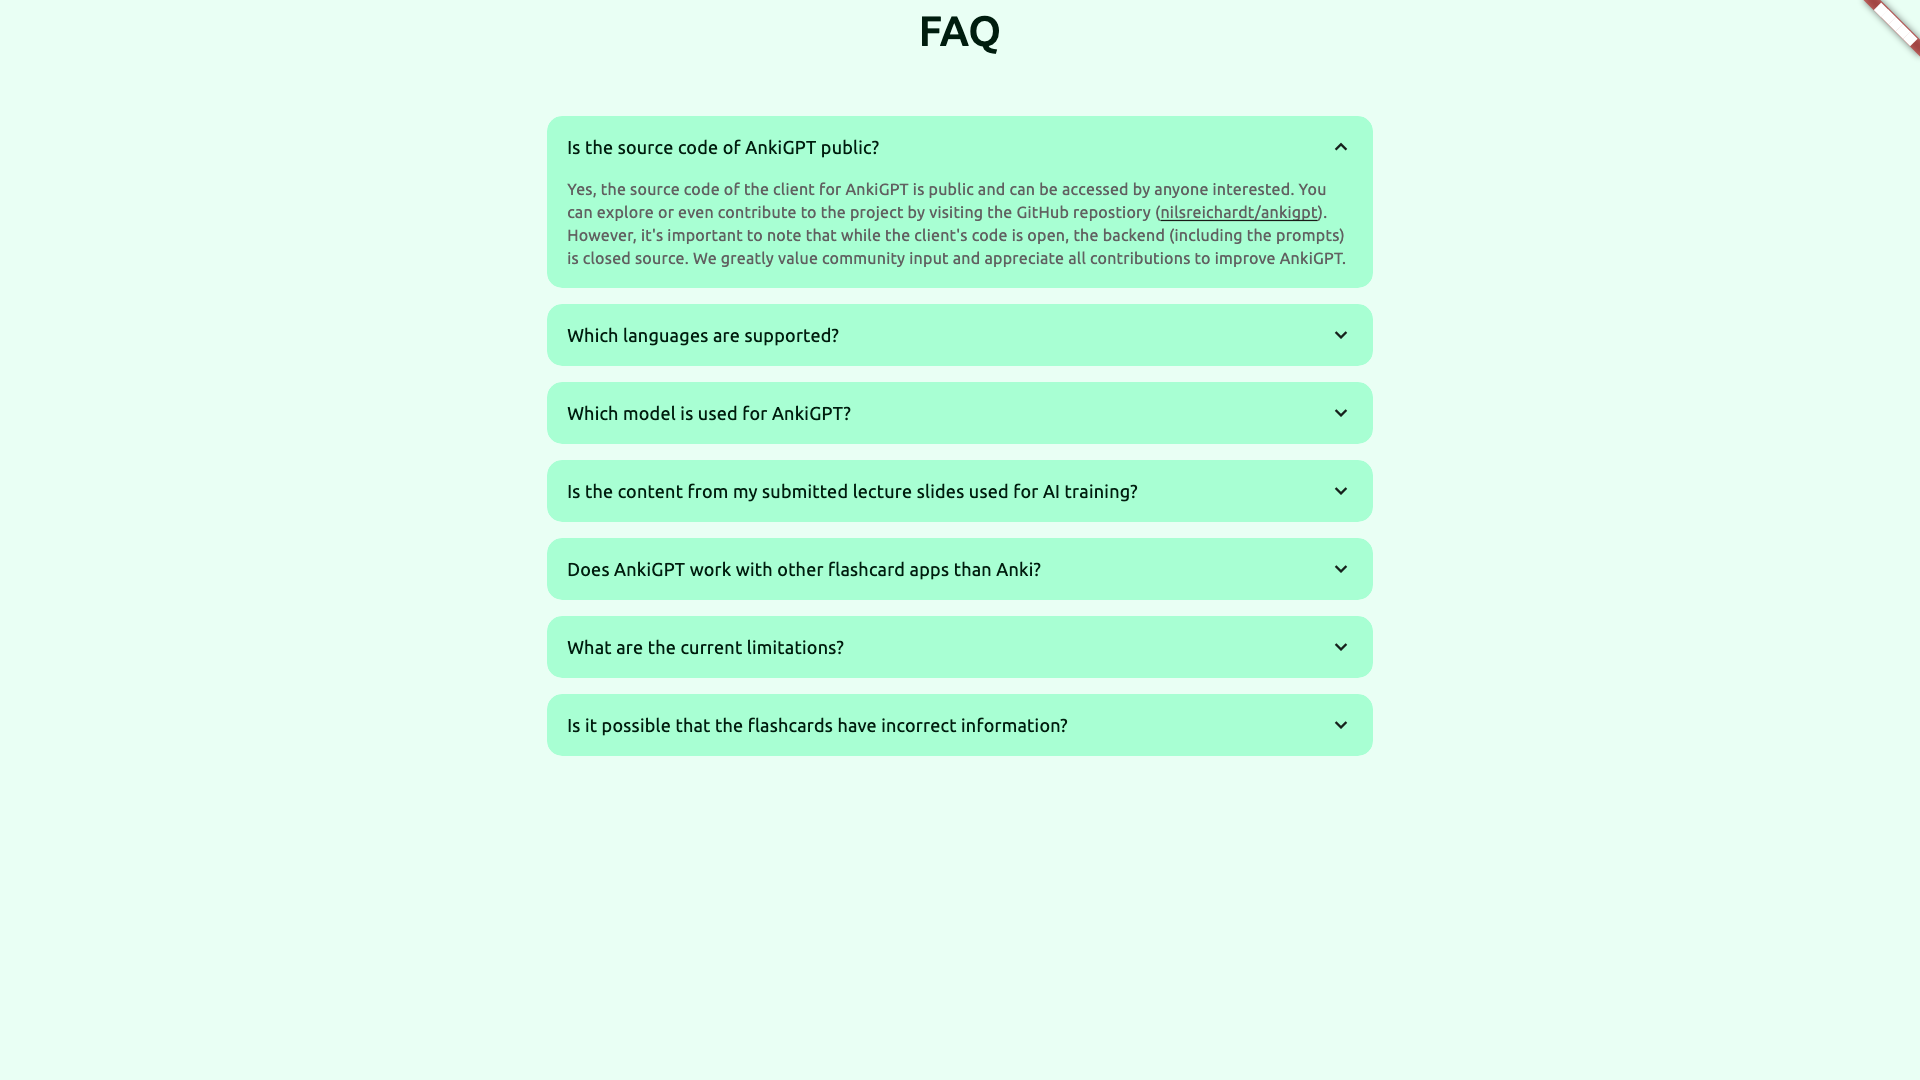 FAQ
Is the source code of AnkiGPT public?
Yes, the source code of the client for AnkiGPT is public and can be accessed by anyone interested. You
can explore or even contribute to the project by visiting the GitHub repostiory (nilsreichardt/ankigpt).
However, it's important to note that while the client's code is open, the backend (including the prompts)
is closed source. We greatly value community input and appreciate all contributions to improve AnkiGPT.
Which languages are supported?
Which model is used for AnkiGPT?
Is the content from my submitted lecture slides used for AI training?
Does AnkiGPT work with other flashcard apps than Anki?
What are the current limitations?
Is it possible that the flashcards have incorrect information?